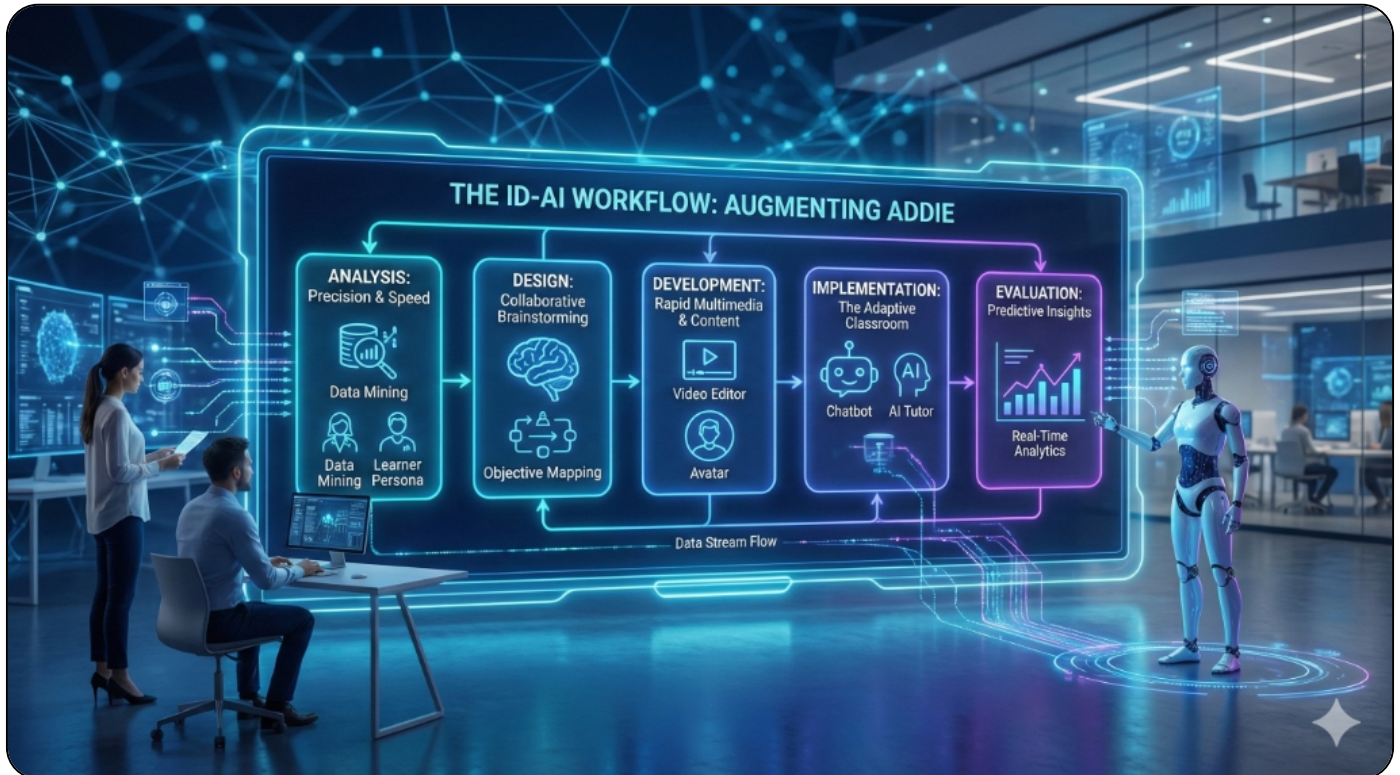 THE ID-AI WORKFLOW: AUGMENTING ADDIE
ANALYSIS:
Precision & Speed
Data Mining
Data
Mining
Learner
Persona
DESIGN:
Collaborative
Brainstorming
Objective Mapping
DEVELOPMENT:
Rapid Multimedia
& Content
Video Editor
Avatar
IMPLEMENTATION:
The Adaptive
Classroom
Chatbot
AI
AI Tutor
EVALUATION:
Predictive Insights
Real-Time
Analytics
Data Stream Flow